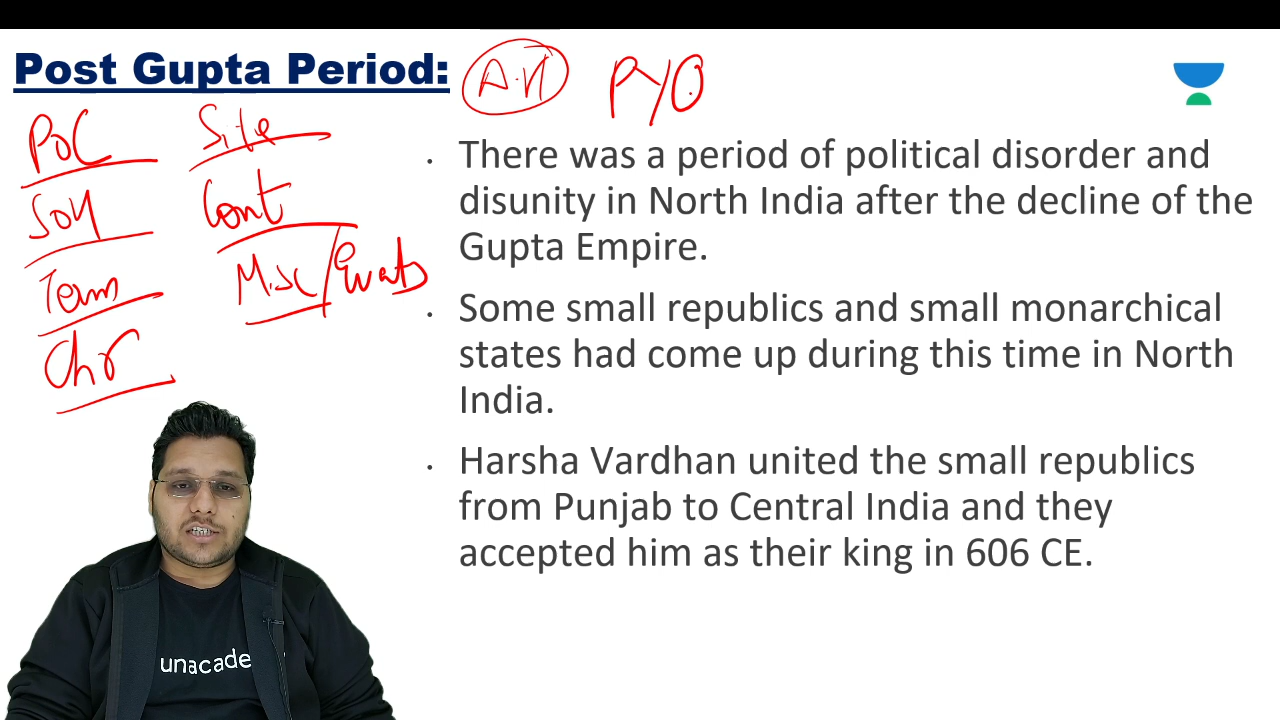 Post Gupta Period:
A.H PYQ
PoC Site
SOY Cont
Term Misc/Events
Chr
. There was a period of political disorder and
disunity in North India after the decline of the
Gupta Empire.
. Some small republics and small monarchical
states had come up during this time in North
India.
. Harsha Vardhan united the small republics
from Punjab to Central India and they
accepted him as their king in 606 CE.
unacade